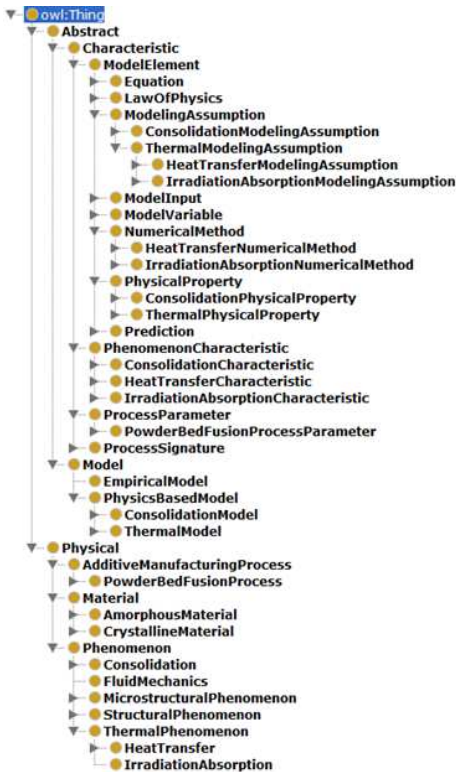 owl:Thing
Abstract
Characteristic
ModelElement
Equation
LawOfPhysics
ModelingAssumption
ConsolidationModelingAssumption
ThermalModelingAssumption
HeatTransferModelingAssumption
IrradiationAbsorptionModelingAssumption
ModelInput
ModelVariable
NumericalMethod
HeatTransferNumericalMethod
IrradiationAbsorptionNumericalMethod
PhysicalProperty
ConsolidationPhysicalProperty
ThermalPhysicalProperty
Prediction
PhenomenonCharacteristic
ConsolidationCharacteristic
HeatTransferCharacteristic
IrradiationAbsorptionCharacteristic
ProcessParameter
PowderBedFusionProcessParameter
ProcessSignature
Model
EmpiricalModel
PhysicsBasedModel
ConsolidationModel
ThermalModel
Physical
AdditiveManufacturingProcess
PowderBedFusionProcess
Material
AmorphousMaterial
CrystallineMaterial
Phenomenon
Consolidation
FluidMechanics
MicrostructuralPhenomenon
StructuralPhenomenon
ThermalPhenomenon
HeatTransfer
IrradiationAbsorption